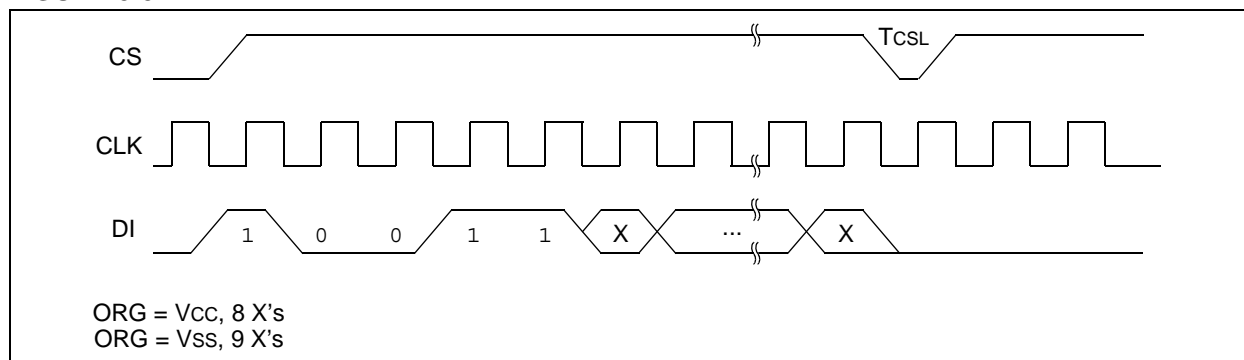 CS
TCSL
CLK
DI
1 0 0 1 1 X ... X
ORG = VCC, 8 X's
ORG = VSS, 9 X's